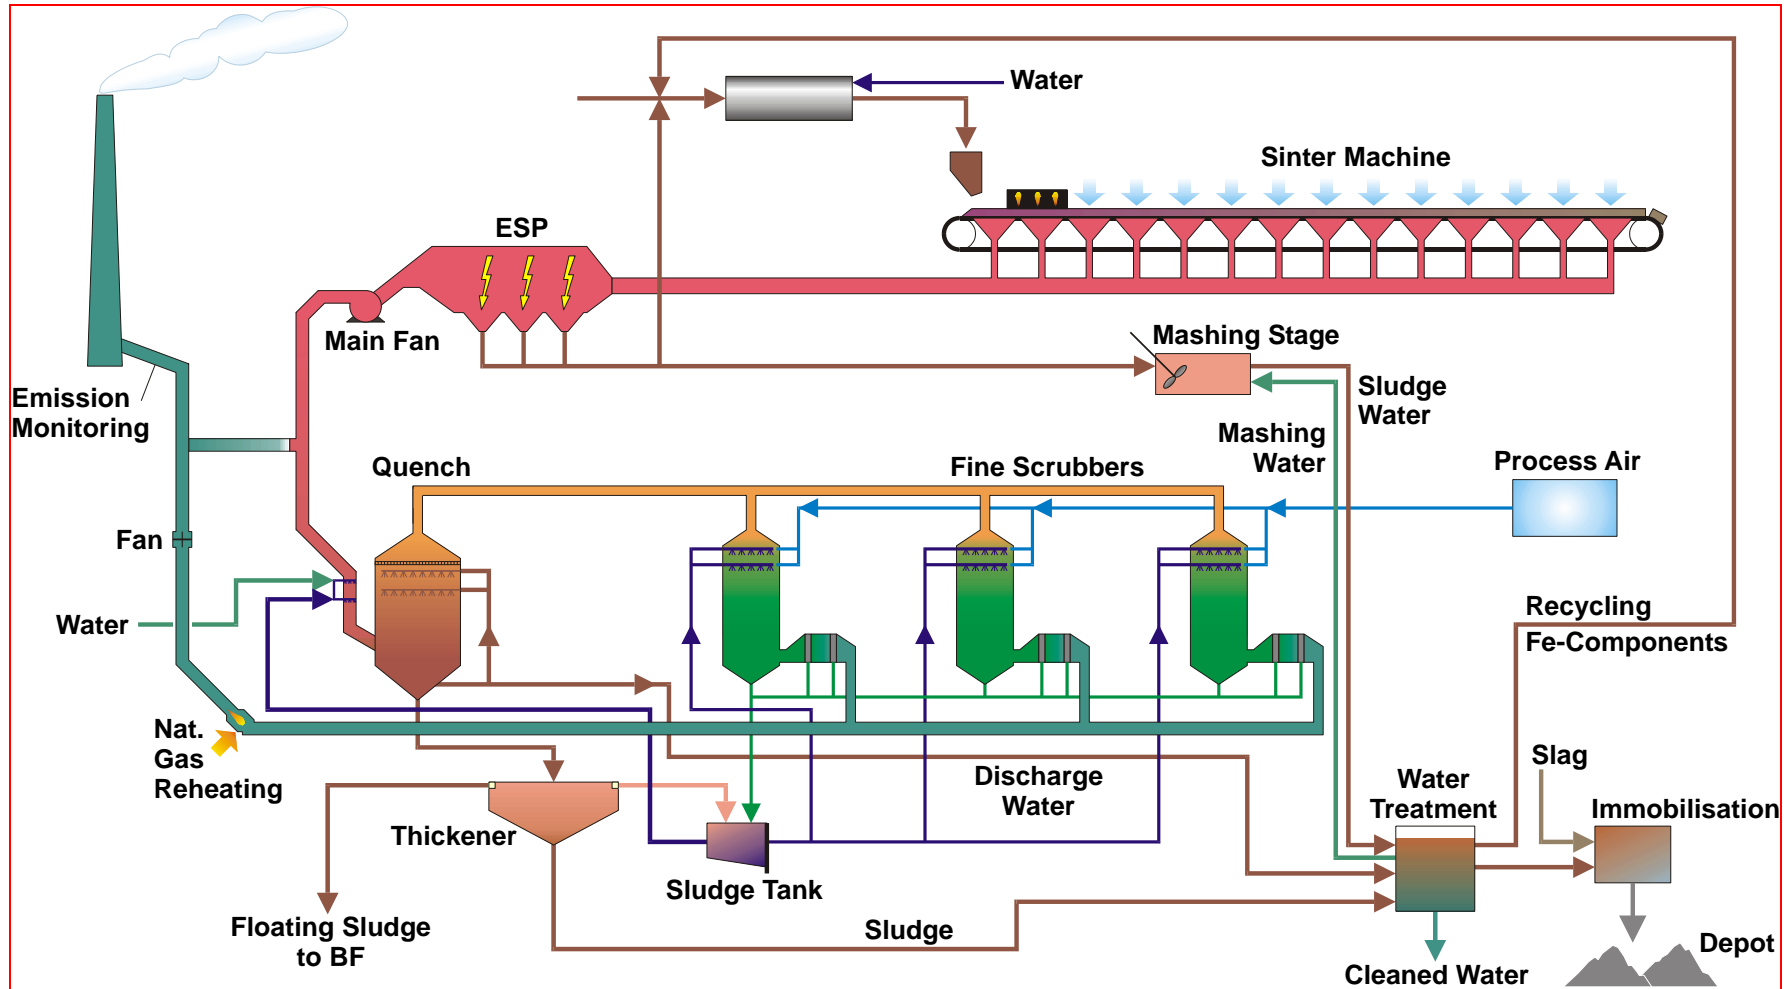 Water
Sinter Machine
ESP
Main Fan
Mashing Stage
Emission
Monitoring
Sludge
Water
Mashing
Water
Quench
Fine Scrubbers
Process Air
Fan
Water
Recycling
Fe-Components
Nat.
Gas
Reheating
Discharge
Water
Water
Treatment
Slag
Immobilisation
Thickener
Sludge Tank
Floating Sludge
to BF
Sludge
Depot
Cleaned Water